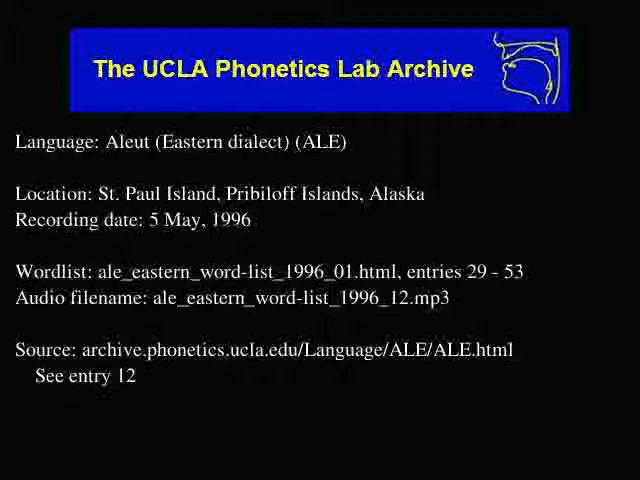 The UCLA Phonetics Lab Archive
Language: Aleut (Eastern dialect) (ALE)
Location: St. Paul Island, Pribiloff Islands, Alaska
Recording date: 5 May, 1996
Wordlist: ale_eastern_word-list_1996_01.html, entries 29 - 53
Audio filename: ale_eastern_word-list_1996_12.mp3
Source: archive.phonetics.ucla.edu/Language/ALE/ALE.html
See entry 12